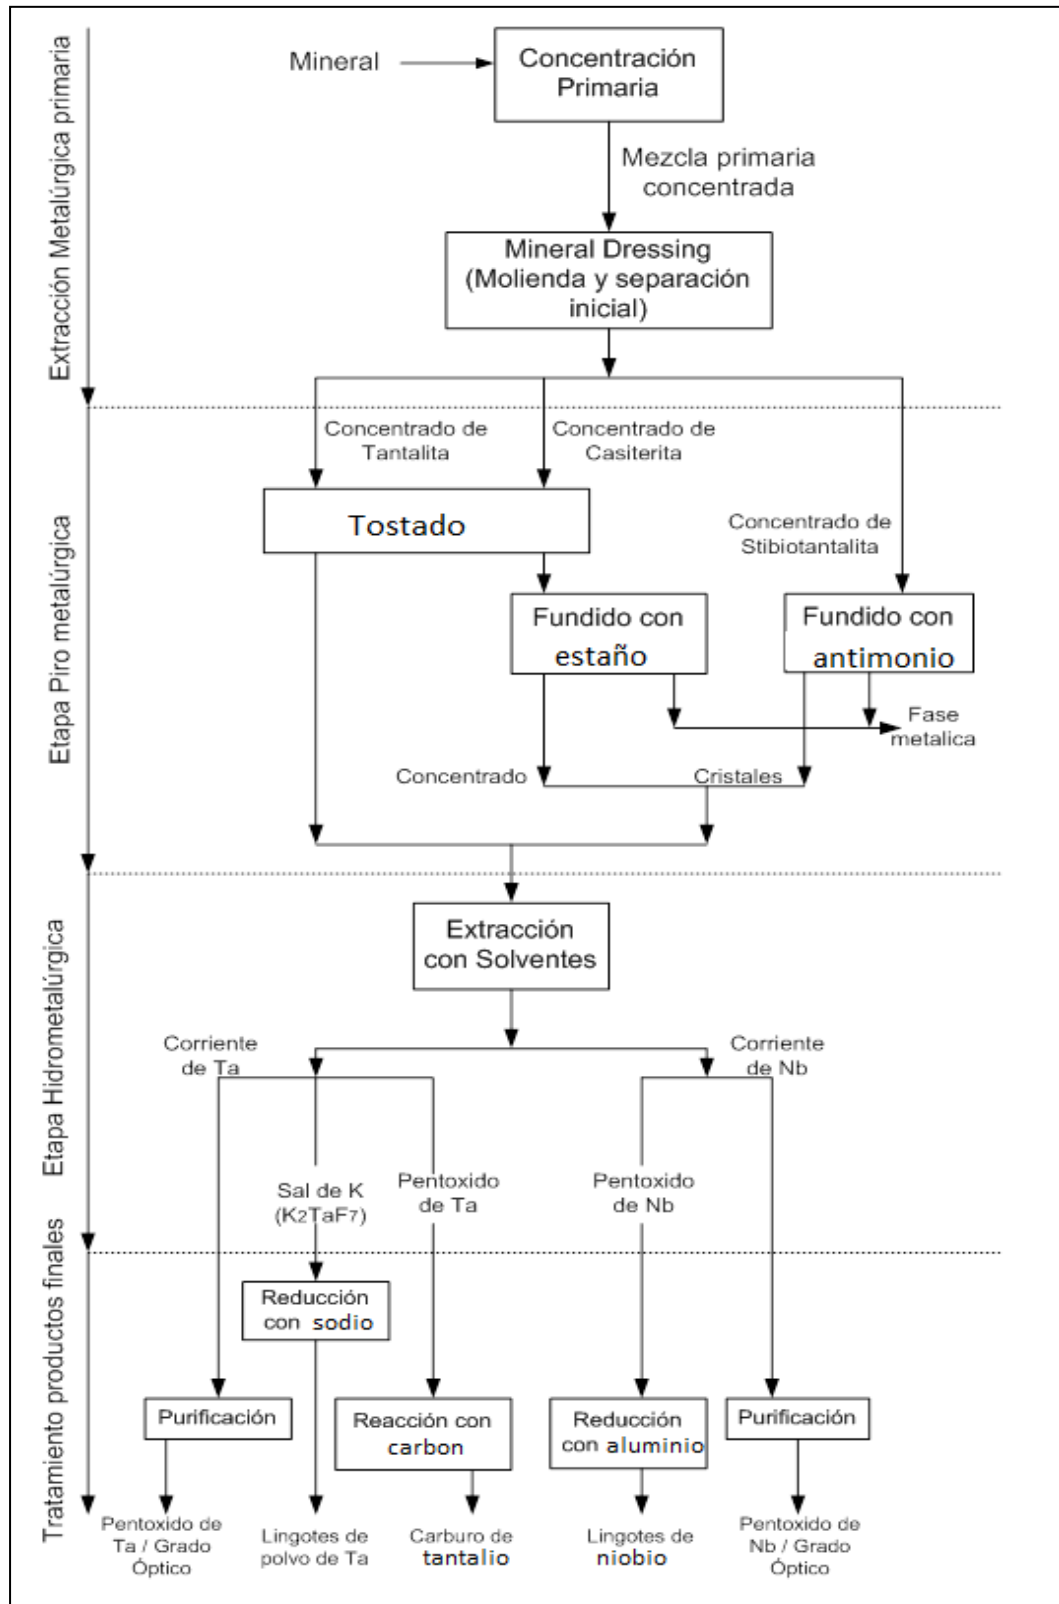 Extracción Metalúrgica primaria
Mineral
Concentración
Primaria
Mezcla primaria
concentrada
Mineral Dressing
(Molienda y separación
inicial)
Etapa Piro metalúrgica
Concentrado de
Tantalita
Concentrado de
Casiterita
Tostado
Concentrado de
Stibiotantalita
Fundido con
estaño
Fundido con
antimonio
Fase
metalica
Concentrado
Cristales
Etapa Hidrometalúrgica
Extracción
con Solventes
Corriente
de Ta
Corriente
de Nb
Sal de K
(K2TaF7)
Pentoxido
de Ta
Pentoxido
de Nb
Tratamiento productos finales
Reducción
con sodio
Purificación
Reacción con
carbon
Reducción
con aluminio
Purificación
Pentoxido de
Ta / Grado
Óptico
Lingotes de
polvo de Ta
Carburo de
tantalio
Lingotes de
niobio
Pentoxido de
Nb / Grado
Óptico